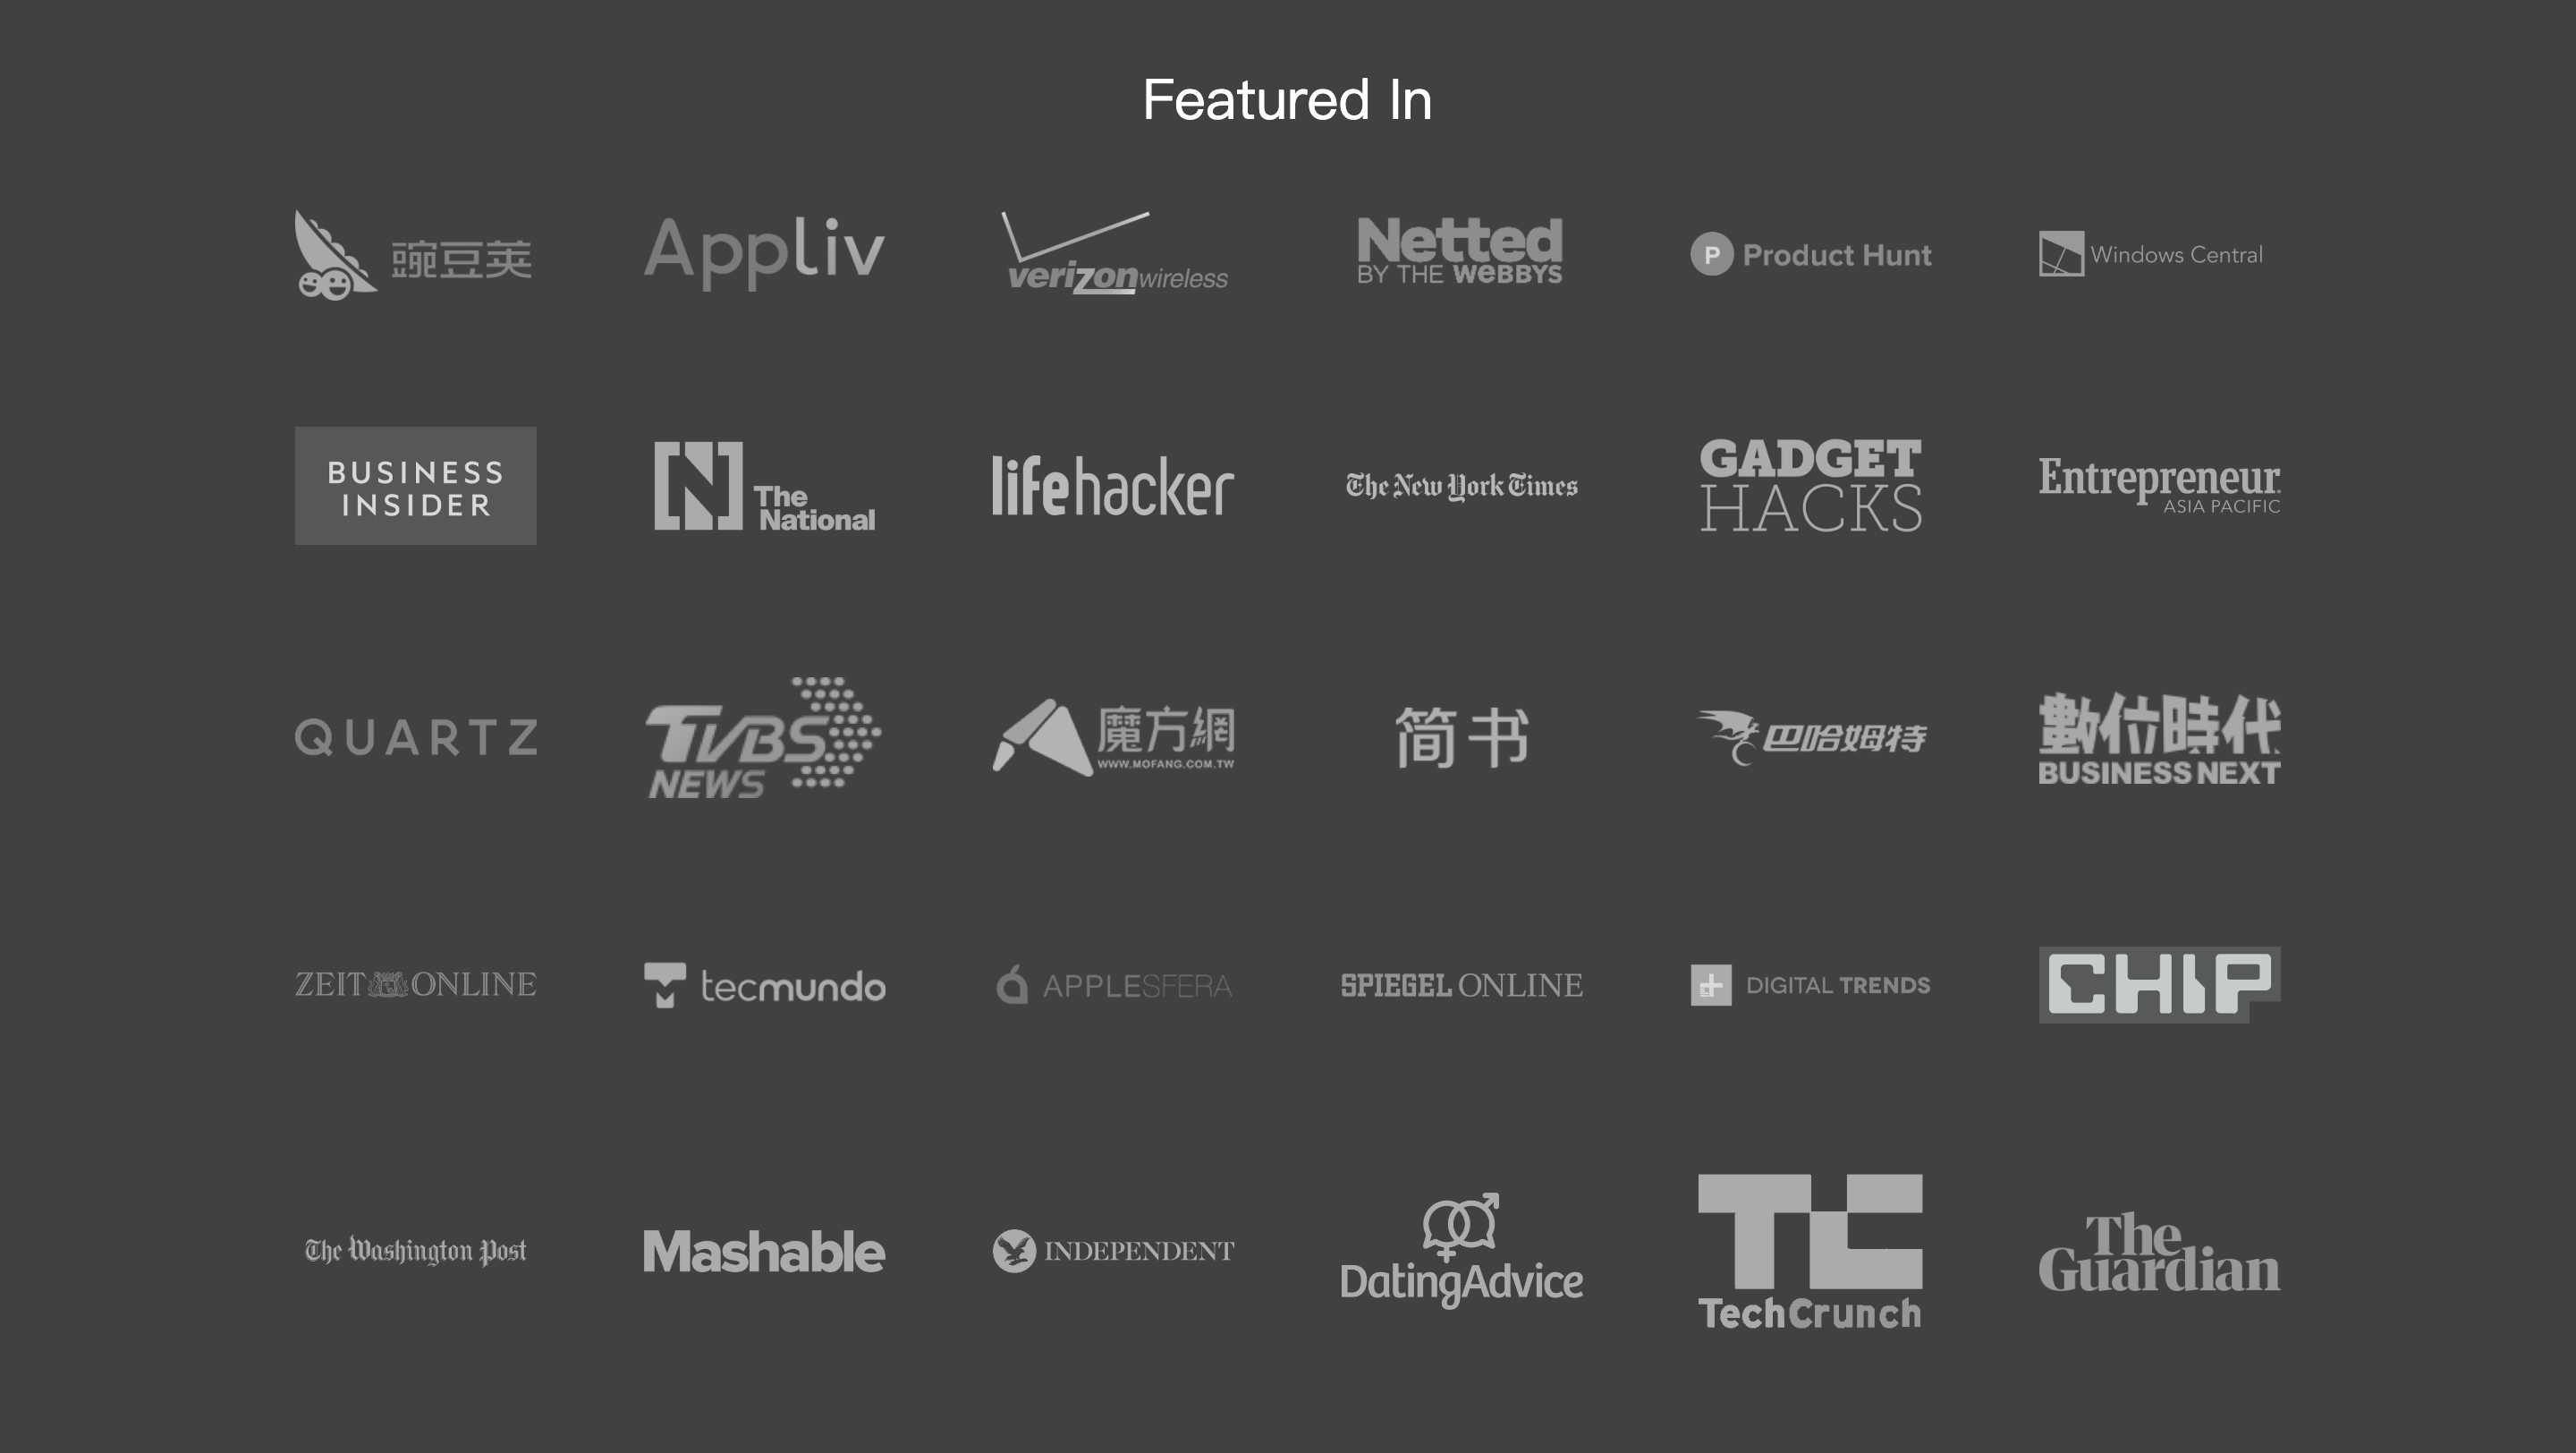 Featured In
豌豆荚
Appliv
verizonwireless
Netted
BY THE WeBBYS
P Product Hunt
Windows Central
BUSINESS
INSIDER
[N] The
National
lifehacker
The New York Times
GADGET
HACKS
Entrepreneur
ASIA PACIFIC
QUARTZ
TVBS
NEWS
魔方網
WWW.MOFANG.COM.TW
简书
巴哈姆特
數位時代
BUSINESS NEXT
ZEIT ONLINE
tecmundo
APPLESFERA
SPIEGEL ONLINE
DIGITAL TRENDS
CHIP
The Washington Post
Mashable
INDEPENDENT
DatingAdvice
TC
TechCrunch
The
Guardian